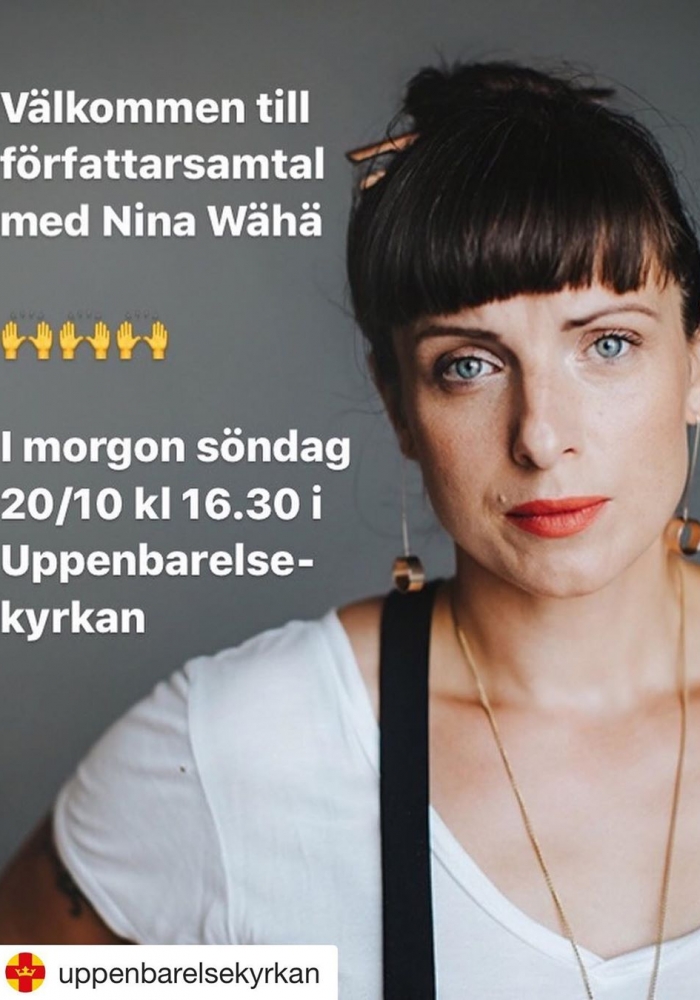 Välkommen till
författarsamtal
med Nina Wähä
🙌🙌🙌
I morgon söndag
20/10 kl 16.30 i
Uppenbarelse-
kyrkan
uppenbarelsekyrkan